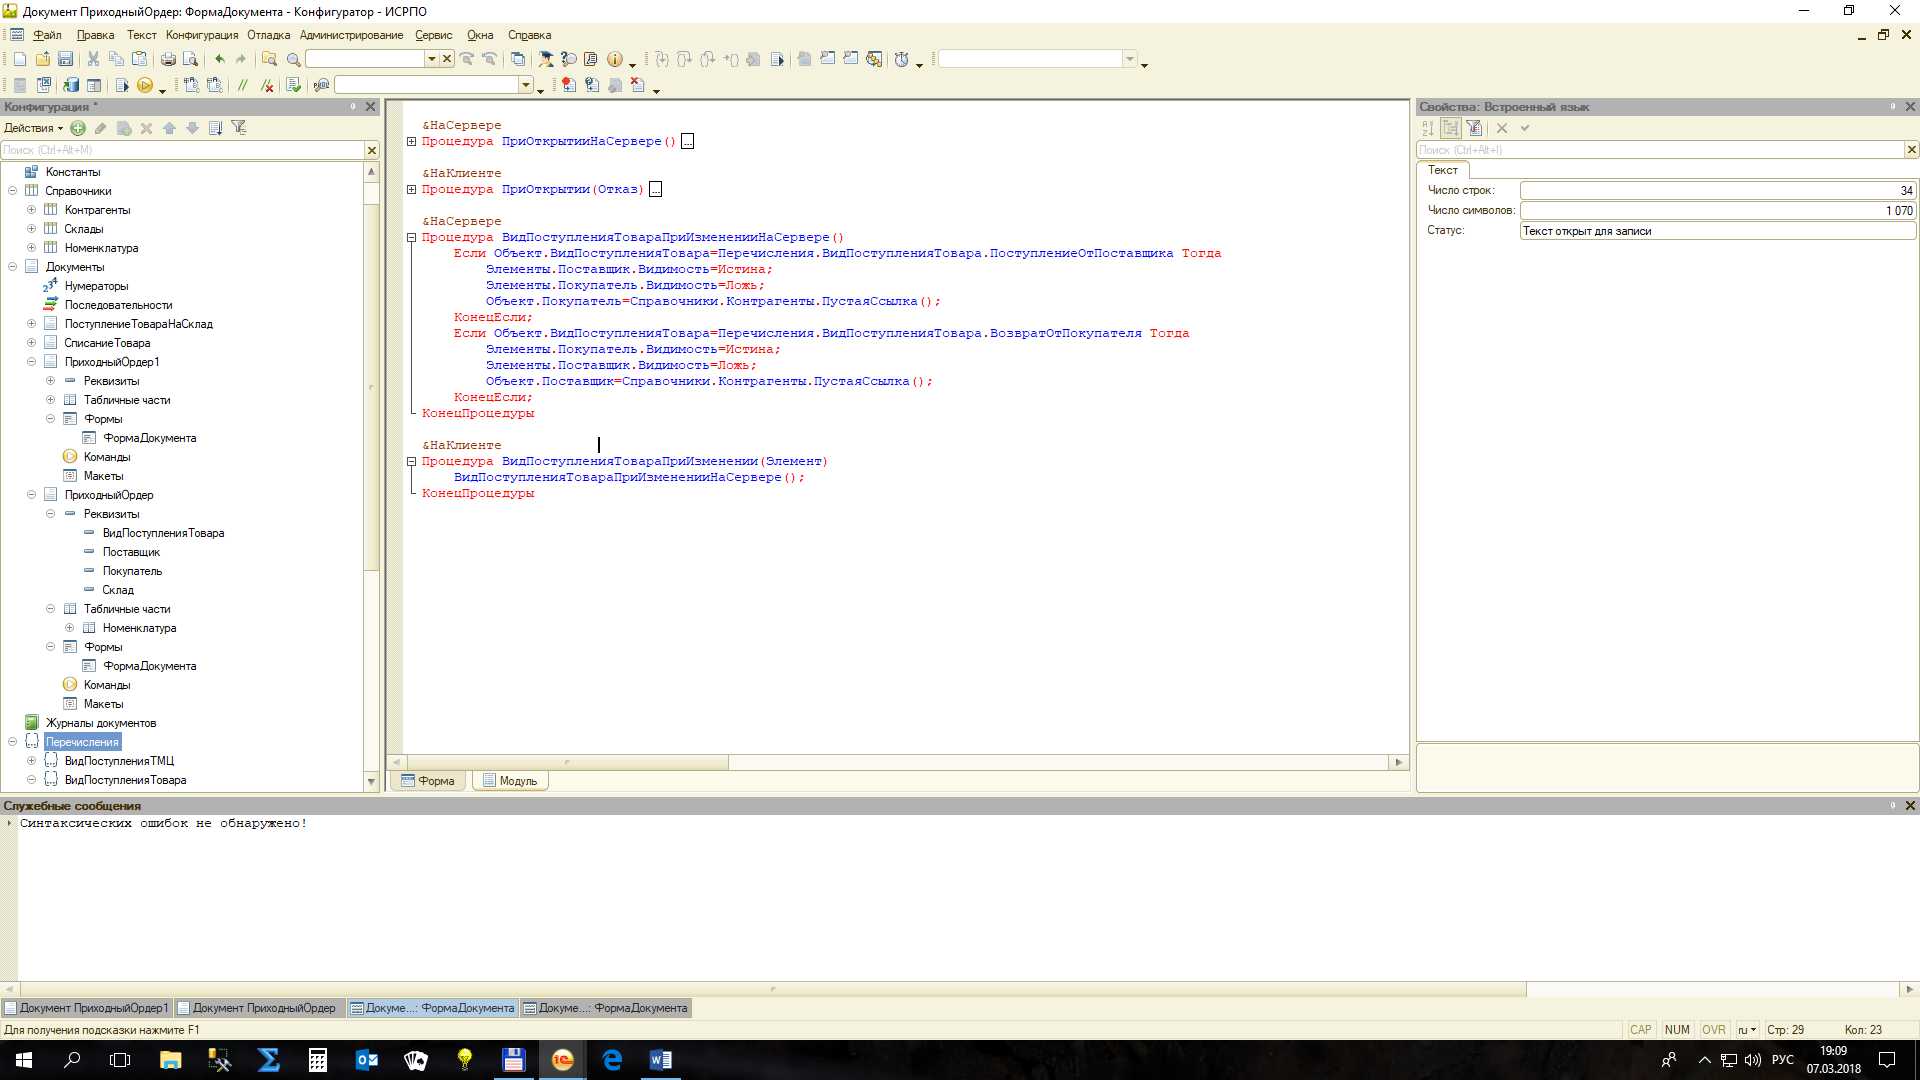 Документ ПриходныйОрдер: ФормаДокумента - Конфигуратор - ИСРПО
Файл Правка Текст Конфигурация Отладка Администрирование Сервис Окна Справка
Конфигурация *
Действия
Поиск (Ctrl+Alt+M)
Константы
Справочники
Контрагенты
Склады
Номенклатура
Документы
Нумераторы
Последовательности
ПоступлениеТовараНаСклад
СписаниеТовара
ПриходныйОрдер1
Реквизиты
Табличные части
Формы
ФормаДокумента
Команды
Макеты
ПриходныйОрдер
Реквизиты
ВидПоступленияТовара
Поставщик
Покупатель
Склад
Табличные части
Номенклатура
Формы
ФормаДокумента
Команды
Макеты
Журналы документов
Перечисления
ВидПоступленияТМЦ
ВидПоступленияТовара
&НаСервере
Процедура ПриОткрытииНаСервере() ...
&НаКлиенте
Процедура ПриОткрытии(Отказ) ...
&НаСервере
Процедура ВидПоступленияТовараПриИзмененииНаСервере()
Если Объект.ВидПоступленияТовара=Перечисления.ВидПоступленияТовара.ПоступлениеОтПоставщика Тогда
Элементы.Поставщик.Видимость=Истина;
Элементы.Покупатель.Видимость=Ложь;
Объект.Покупатель=Справочники.Контрагенты.ПустаяСсылка();
КонецЕсли;
Если Объект.ВидПоступленияТовара=Перечисления.ВидПоступленияТовара.ВозвратОтПокупателя Тогда
Элементы.Покупатель.Видимость=Истина;
Элементы.Поставщик.Видимость=Ложь;
Объект.Поставщик=Справочники.Контрагенты.ПустаяСсылка();
КонецЕсли;
КонецПроцедуры
&НаКлиенте
Процедура ВидПоступленияТовараПриИзменении(Элемент)
ВидПоступленияТовараПриИзмененииНаСервере();
КонецПроцедуры
Форма Модуль
Свойства: Встроенный язык
Поиск (Ctrl+Alt+I)
Текст
Число строк: 34
Число символов: 1 070
Статус: Текст открыт для записи
Служебные сообщения
Синтаксических ошибок не обнаружено!
Документ ПриходныйОрдер1 Документ ПриходныйОрдер Докуме...: ФормаДокумента Докуме...: ФормаДокумента
Для получения подсказки нажмите F1 CAP NUM OVR ru Стр: 29 Кол: 23
РУС 19:09
07.03.2018